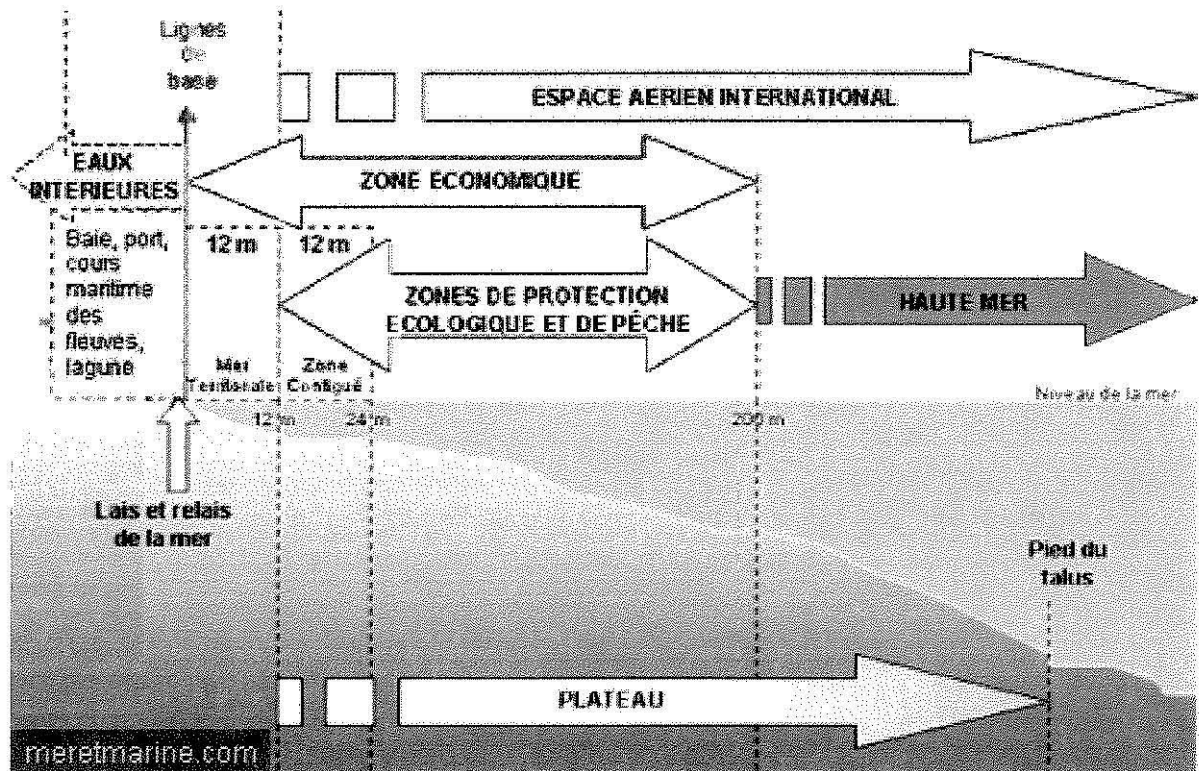 Lignes
de
base
ESPACE AERIEN INTERNATIONAL
EAUX
INTERIEURES
ZONE ECONOMIQUE
Baie, port,
cours
maritime
des
fleuves,
lagune
12 m
12 m
ZONES DE PROTECTION
ECOLOGIQUE ET DE PÊCHE
HAUTE MER
Mer
Territoriale
Zone
Contiguë
Niveau de la mer
12 m
24 m
200 m
Lais et relais
de la mer
Pied du
talus
PLATEAU
meretmarine.com